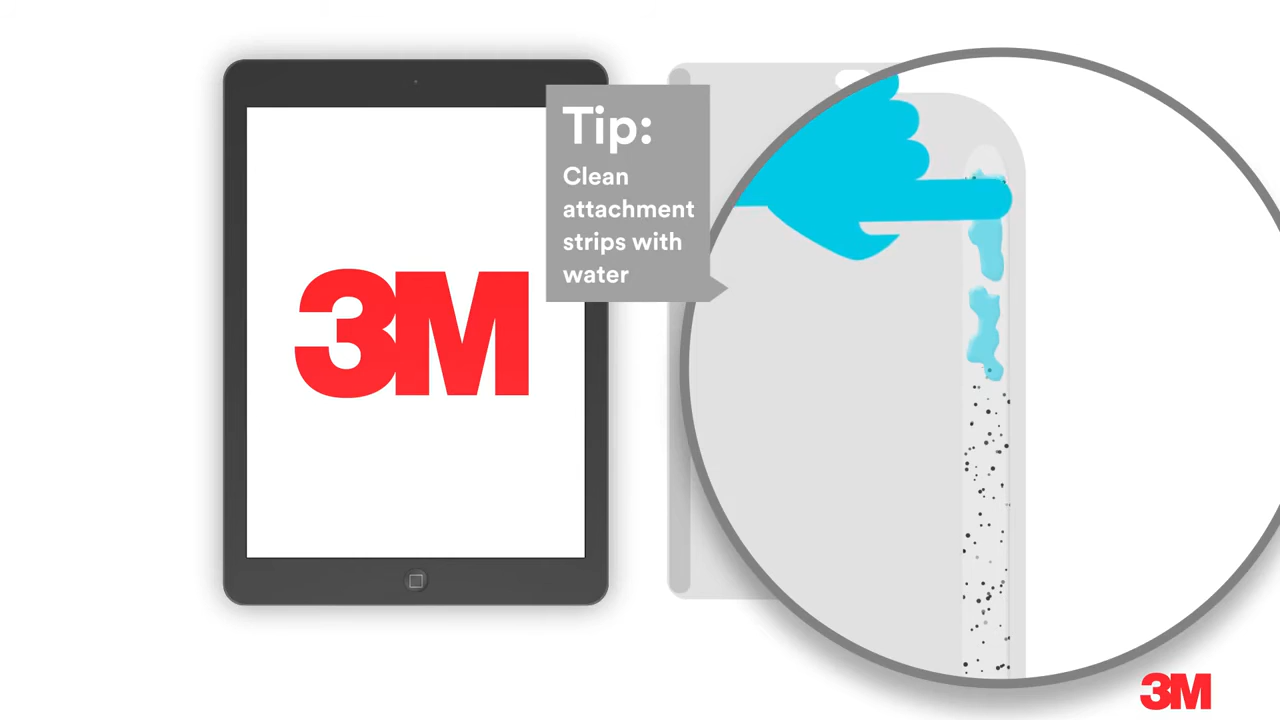 3M
Tip:
Clean
attachment
strips with
water
3M